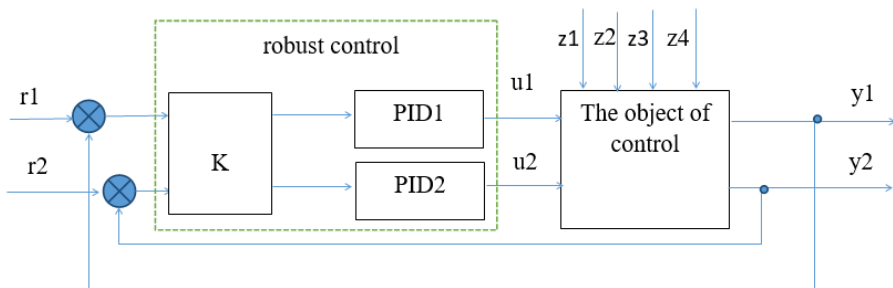 z1 z2 z3 z4
robust control
r1
u1
y1
PID1
The object of
control
K
r2
u2
y2
PID2